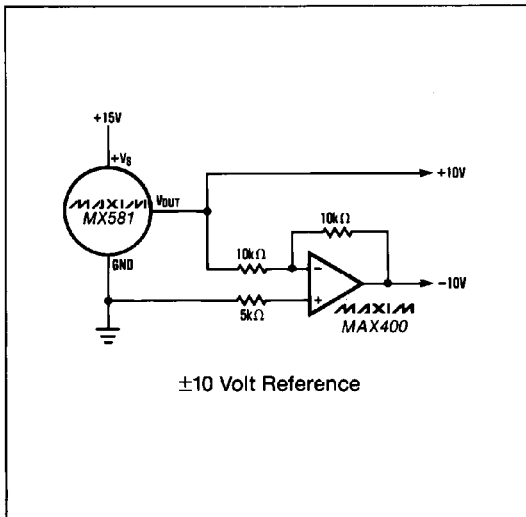 +15V
+VS
MAXIM
MX581
VOUT
GND
+10V
10kΩ
10kΩ
-
+
5kΩ
-10V
MAXIM
MAX400
±10 Volt Reference